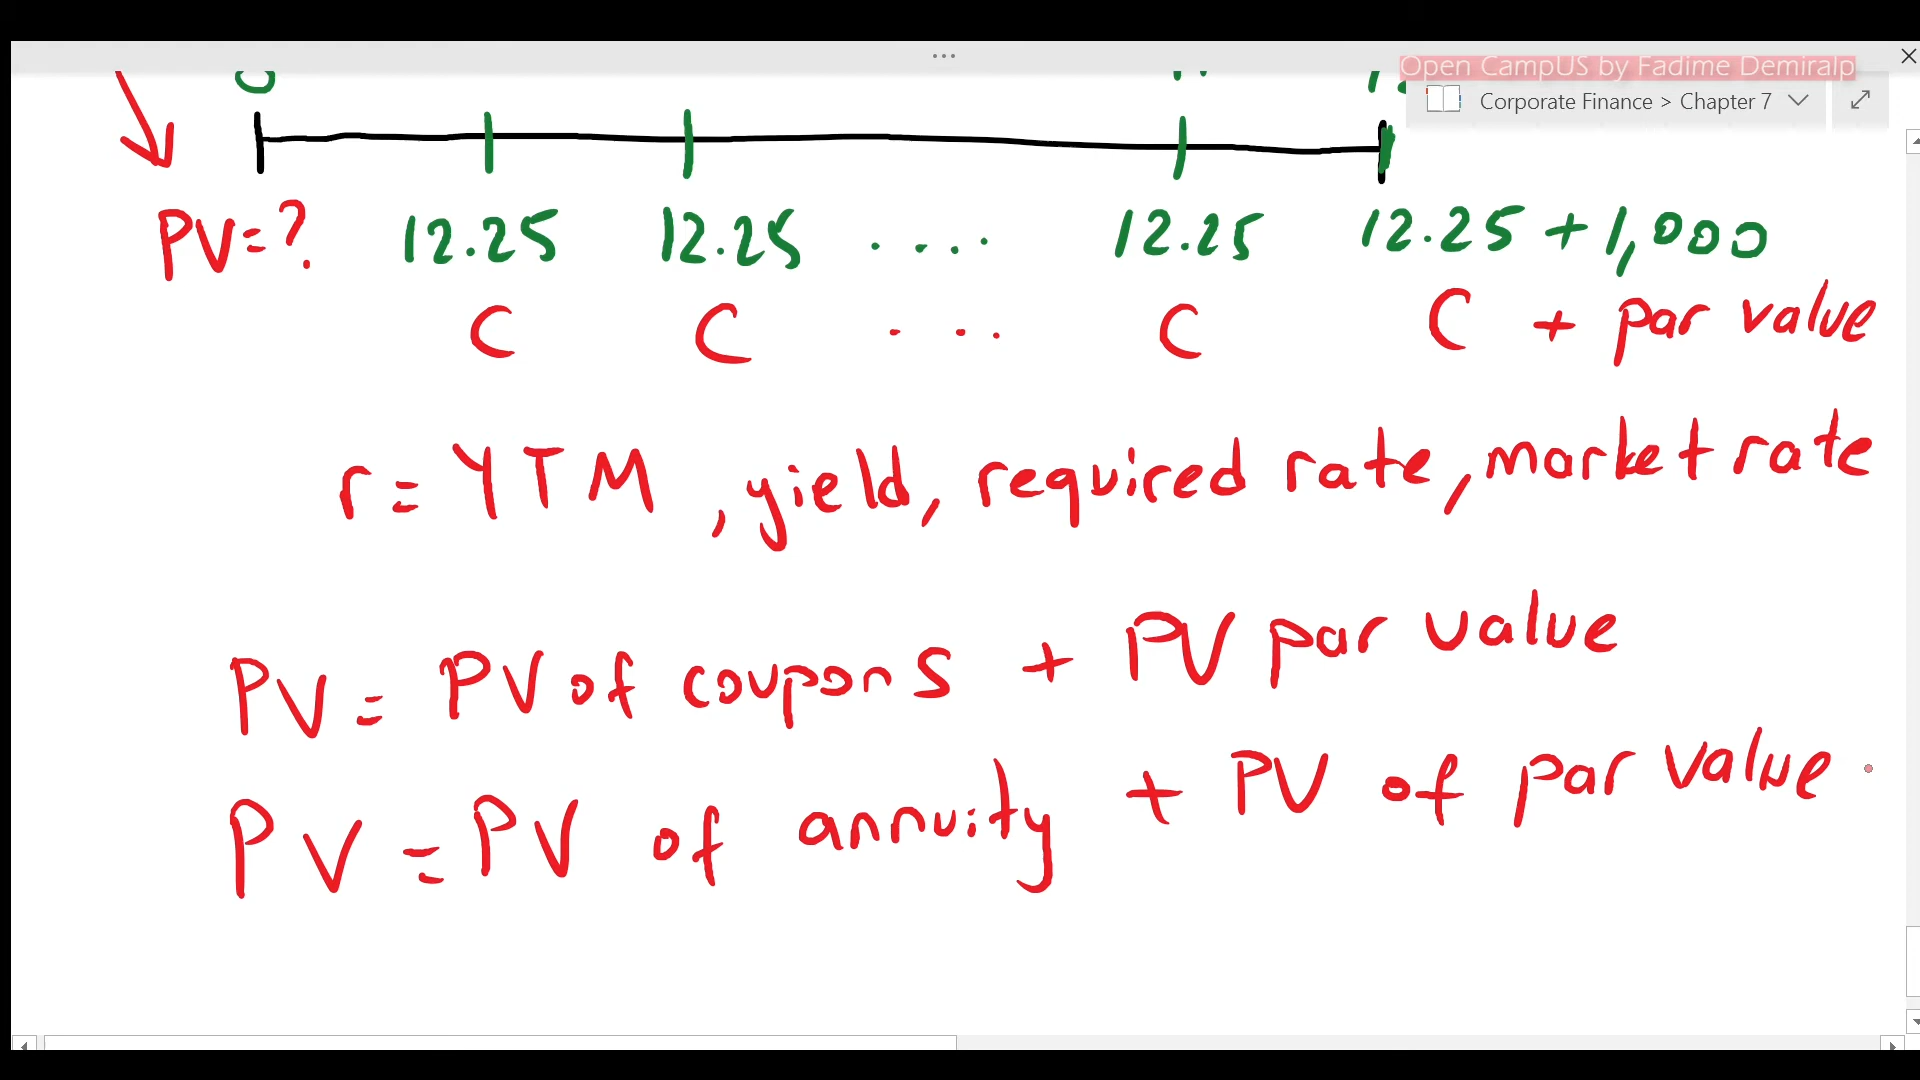 Open CampUS by Fadime Demiralp
Corporate Finance > Chapter 7
0
PV=? 12.25 12.25 .... 12.25 12.25 + 1,000
C C ... C C + par value
r= YTM, yield, required rate, market rate
PV= PV of coupons + PV par value
PV = PV of annuity + PV of par value